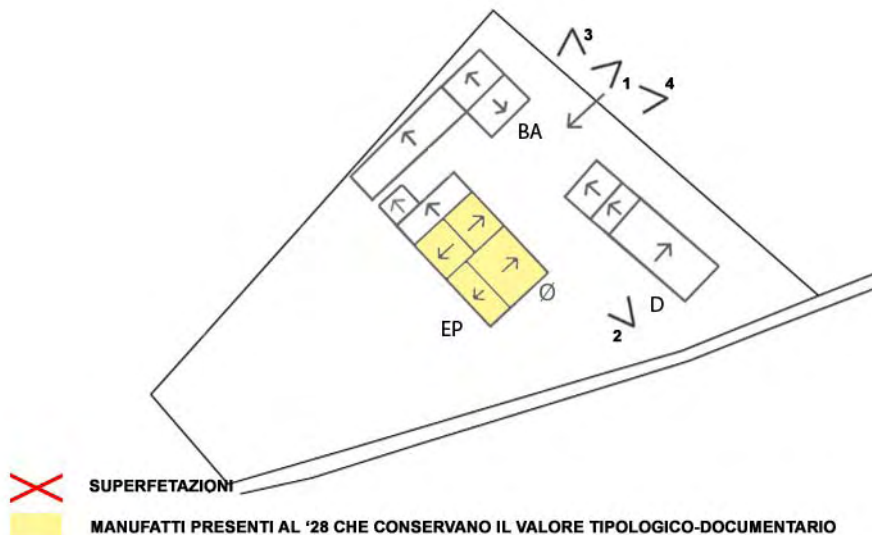 3
1
4
BA
D
2
Ø
EP
SUPERFETAZIONI
MANUFATTI PRESENTI AL '28 CHE CONSERVANO IL VALORE TIPOLOGICO-DOCUMENTARIO